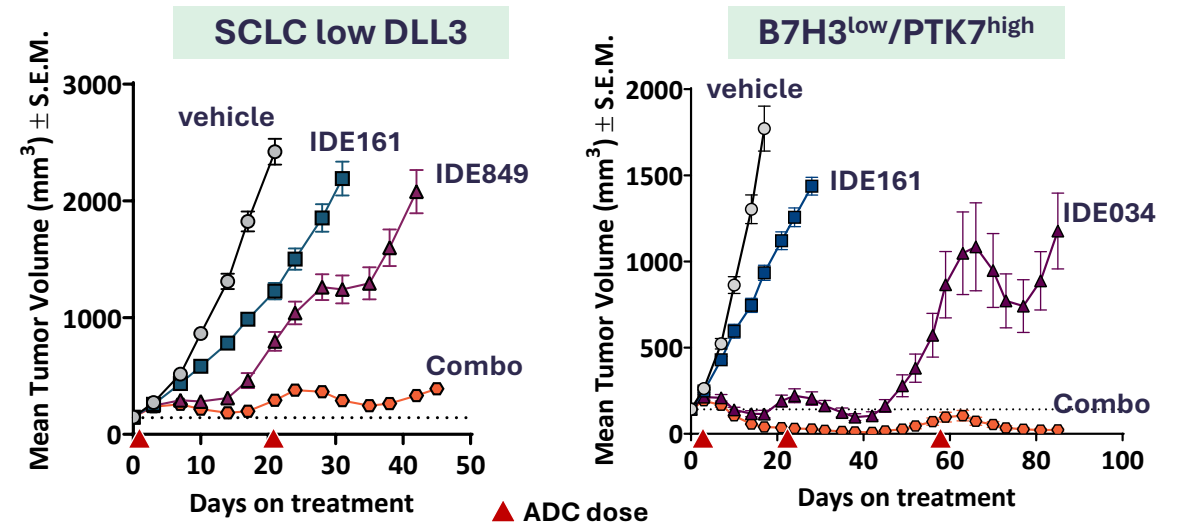 SCLC low DLL3
Mean Tumor Volume (mm³) ± S.E.M.
3000
2000
1000
0
vehicle
IDE161
IDE849
Combo
0 10 20 30 40 50
Days on treatment
B7H3low/PTK7high
Mean Tumor Volume (mm³) ± S.E.M.
2000
1500
1000
500
0
vehicle
IDE161
IDE034
Combo
0 20 40 60 80 100
Days on treatment
ADC dose